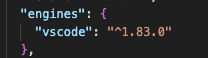 "engines": {
"vscode": "^1.83.0"
},